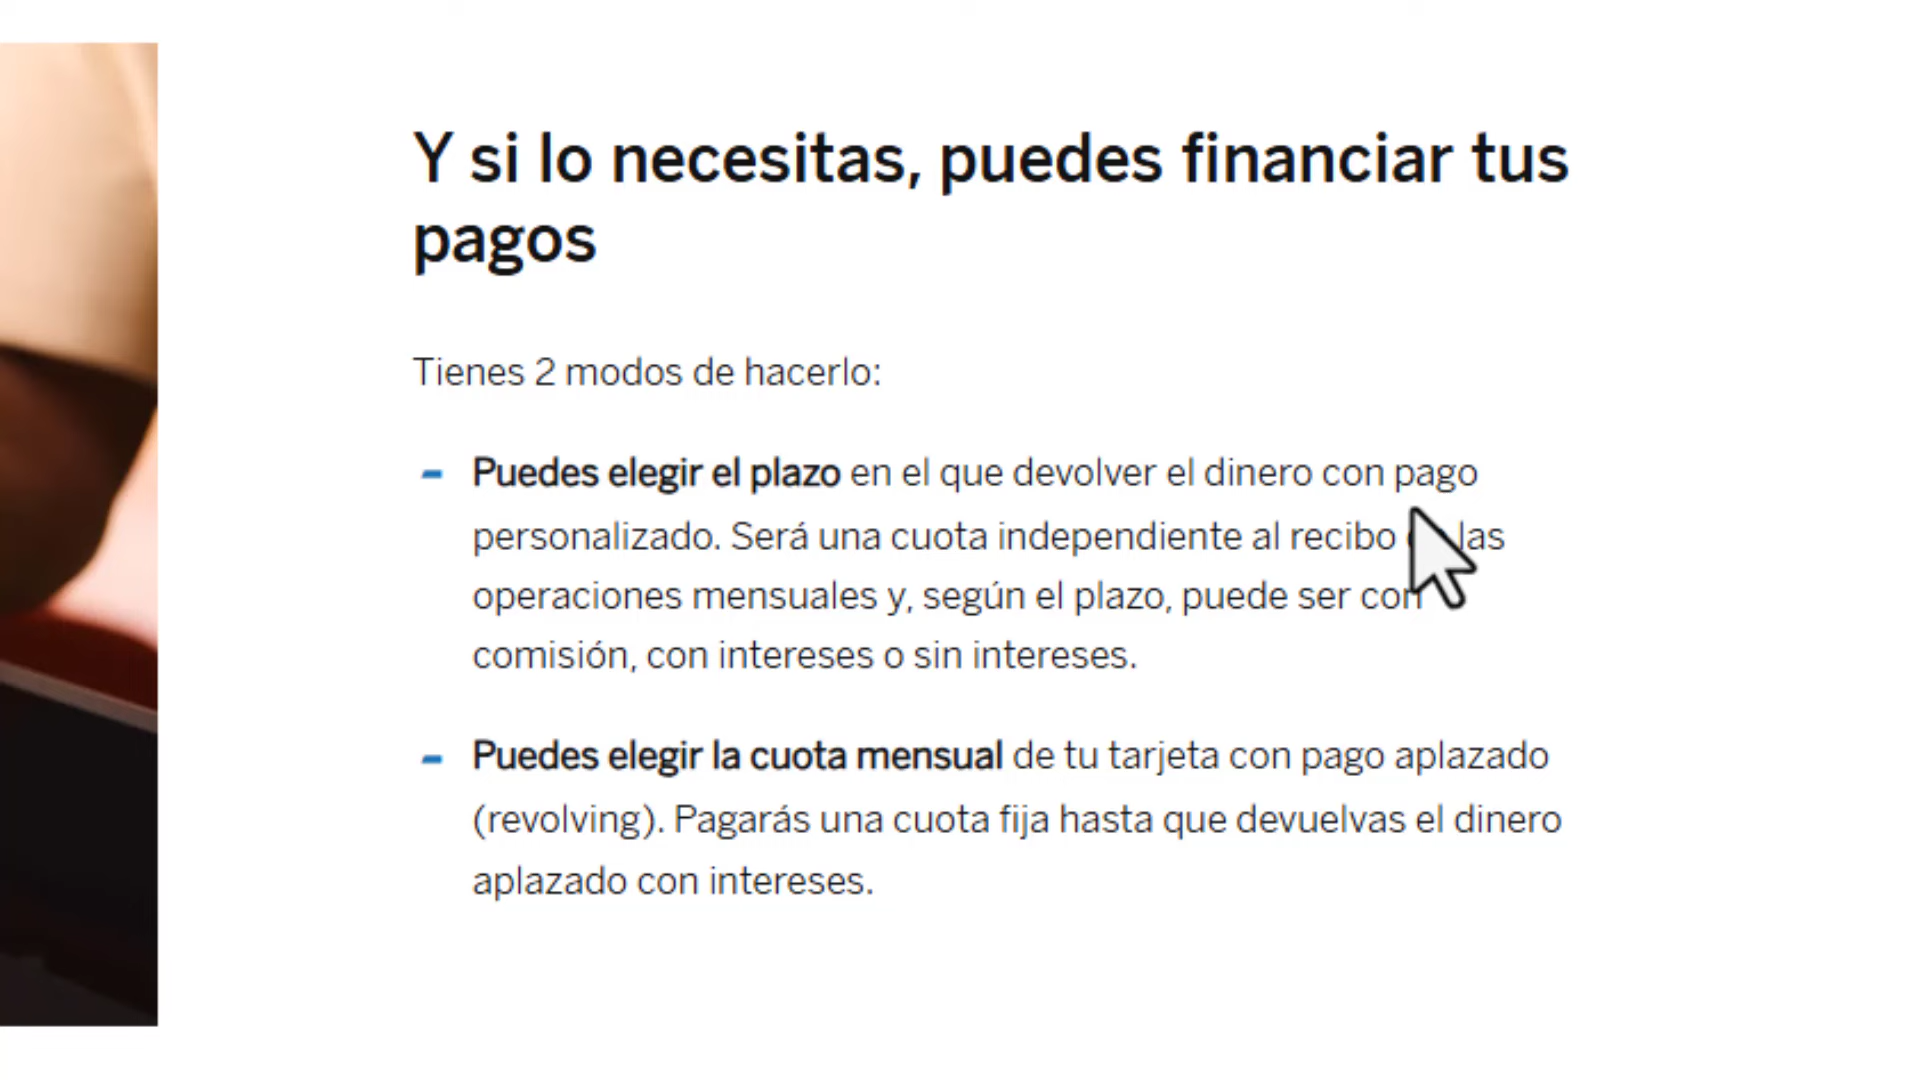 Y si lo necesitas, puedes financiar tus
pagos
Tienes 2 modos de hacerlo:
- Puedes elegir el plazo en el que devolver el dinero con pago
personalizado. Será una cuota independiente al recibo las
operaciones mensuales y, según el plazo, puede ser con
comisión, con intereses o sin intereses.
- Puedes elegir la cuota mensual de tu tarjeta con pago aplazado
(revolving). Pagarás una cuota fija hasta que devuelvas el dinero
aplazado con intereses.